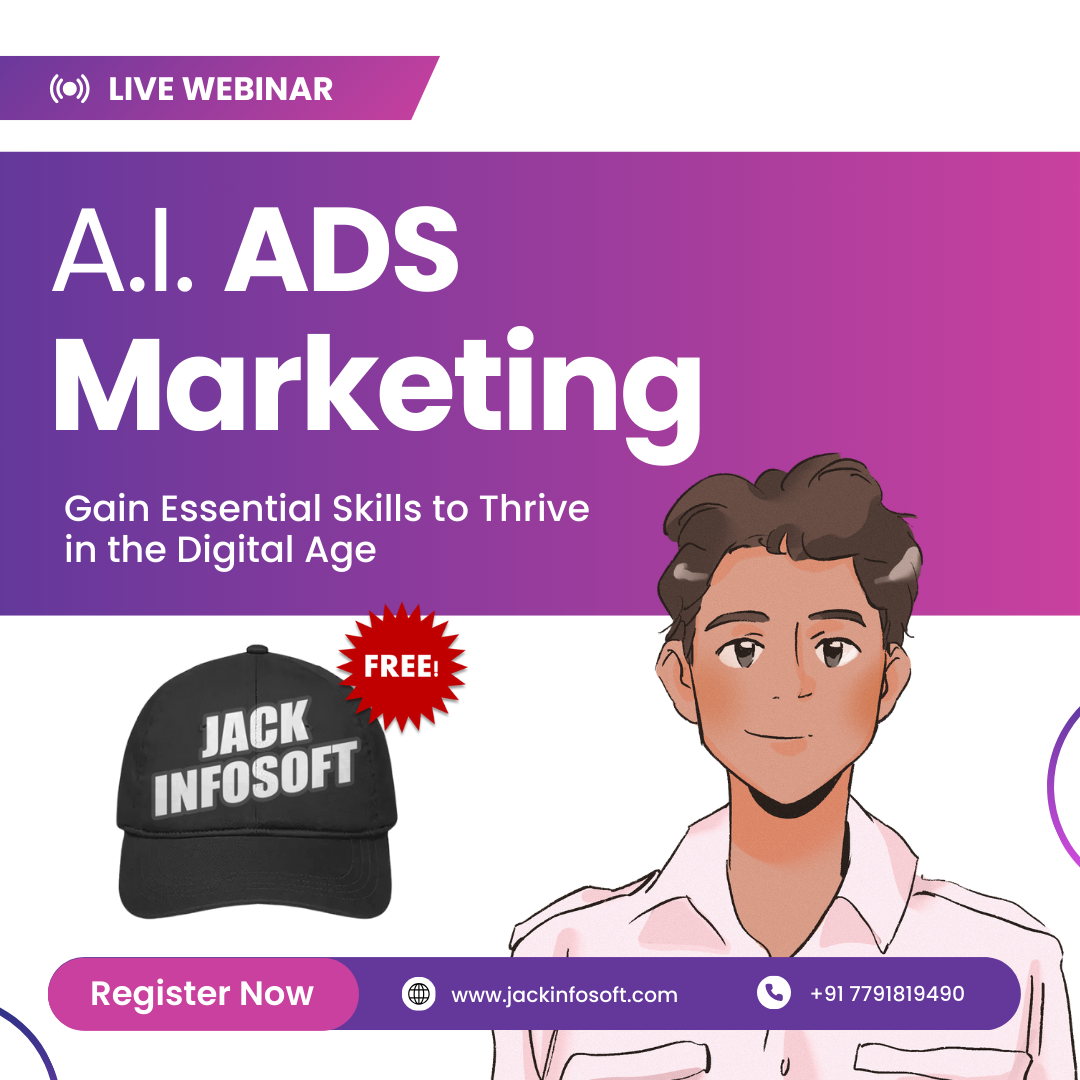 LIVE WEBINAR
A.I. ADS
Marketing
Gain Essential Skills to Thrive
in the Digital Age
FREE!
JACK
INFOSOFT
Register Now
www.jackinfosoft.com
+91 7791819490